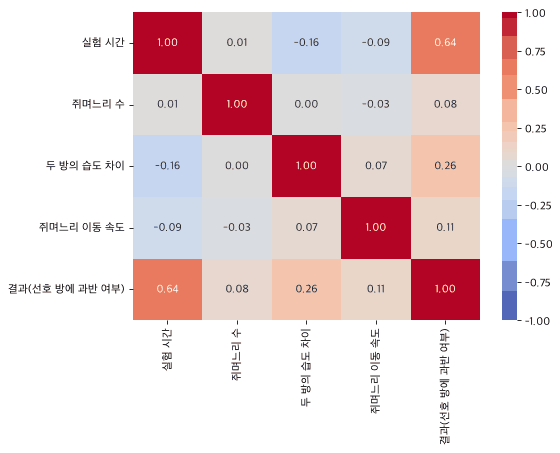 실험 시간 1.00 0.01 -0.16 -0.09 0.64
쥐며느리 수 0.01 1.00 0.00 -0.03 0.08
두 방의 습도 차이 -0.16 0.00 1.00 0.07 0.26
쥐며느리 이동 속도 -0.09 -0.03 0.07 1.00 0.11
결과(선호 방에 과반 여부) 0.64 0.08 0.26 0.11 1.00
실험 시간
쥐며느리 수
두 방의 습도 차이
쥐며느리 이동 속도
결과(선호 방에 과반 여부)
1.00
0.75
0.50
0.25
0.00
-0.25
-0.50
-0.75
-1.00